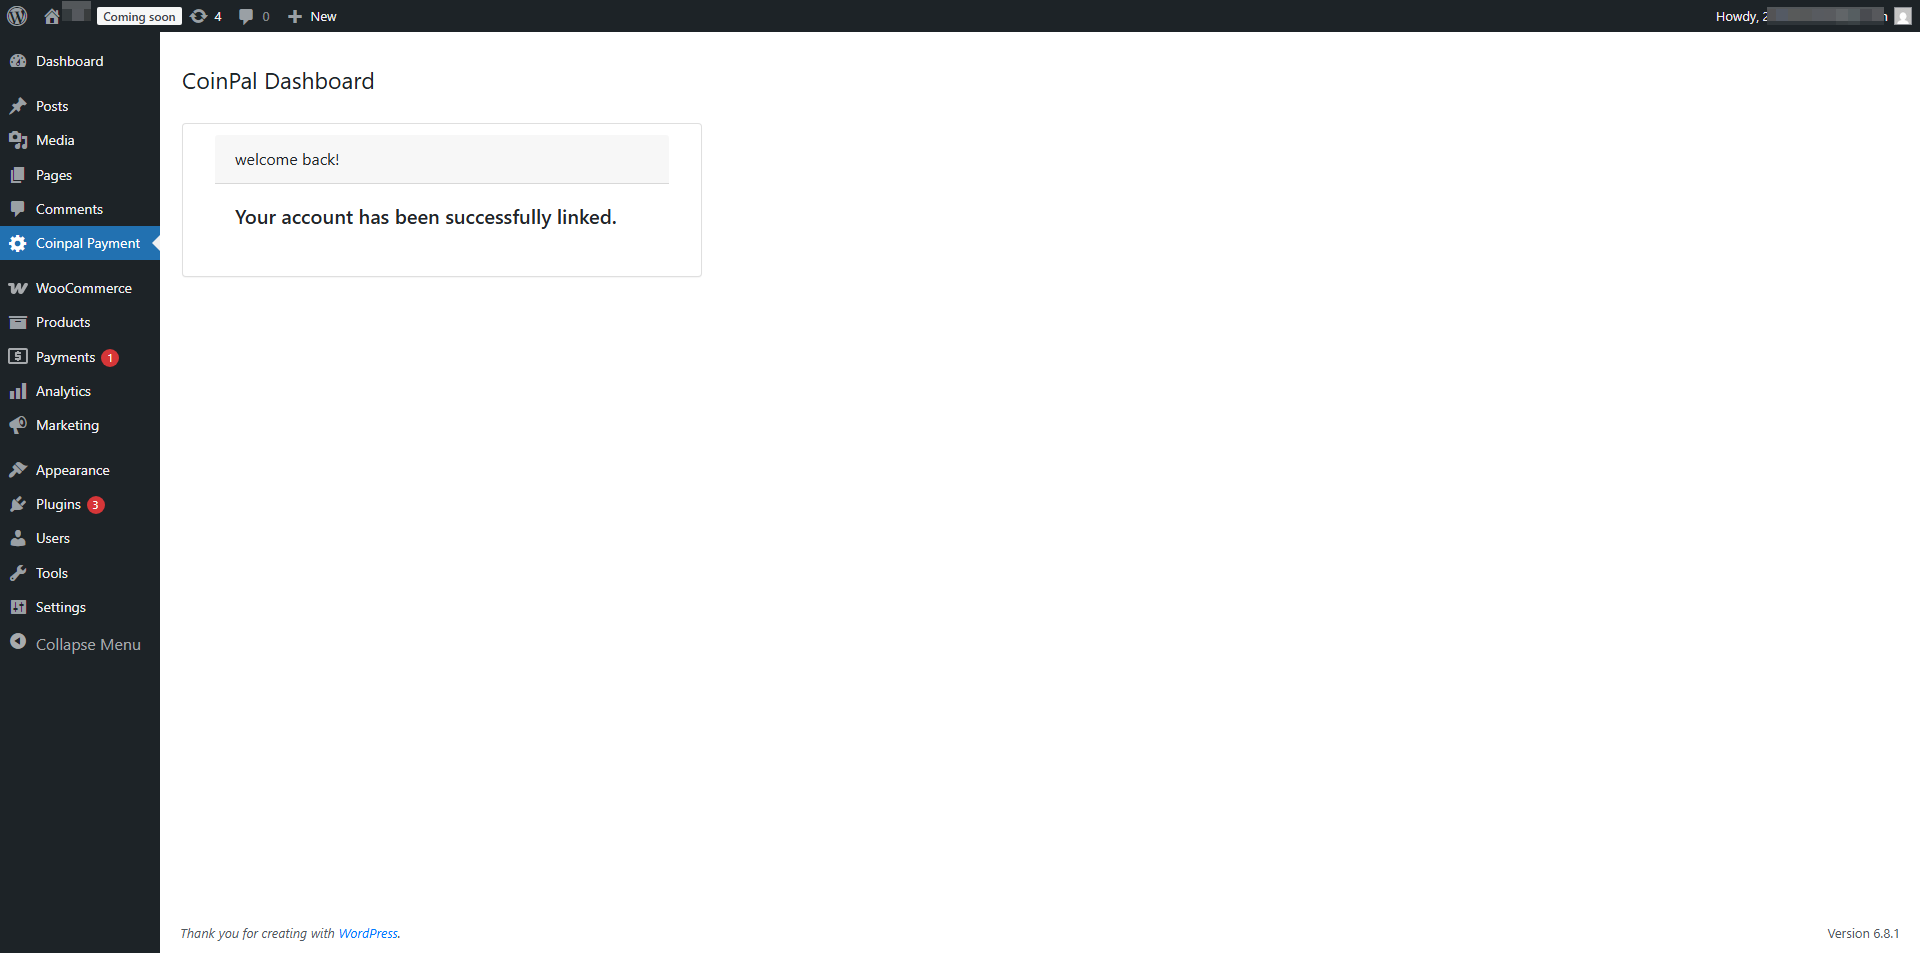 Coming soon 4 0 New
Howdy,
Dashboard
Posts
Media
Pages
Comments
Coinpal Payment
WooCommerce
Products
Payments 1
Analytics
Marketing
Appearance
Plugins 3
Users
Tools
Settings
Collapse Menu
CoinPal Dashboard
welcome back!
Your account has been successfully linked.
Thank you for creating with WordPress.
Version 6.8.1